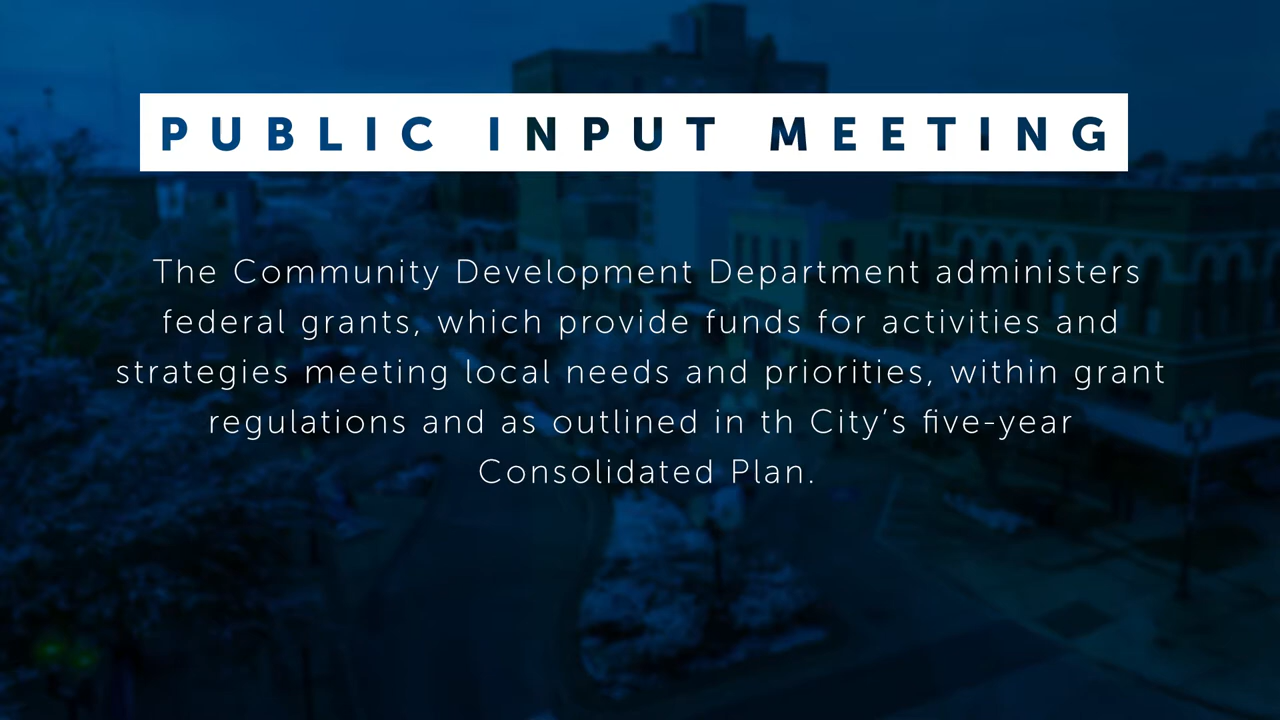 PUBLIC INPUT MEETING
The Community Development Department administers
federal grants, which provide funds for activities and
strategies meeting local needs and priorities, within grant
regulations and as outlined in th City’s five-year
Consolidated Plan.